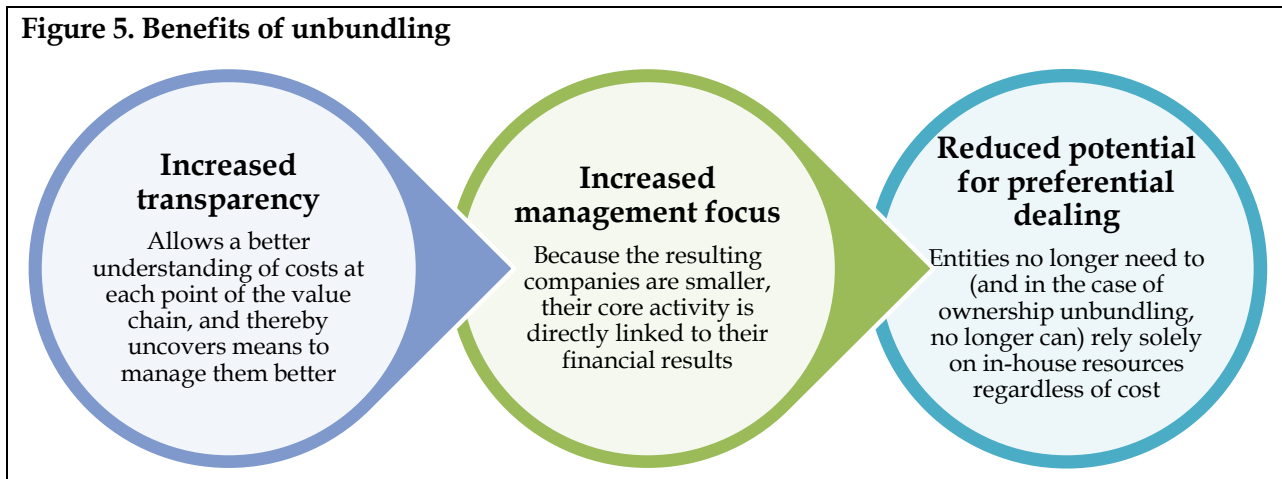 Figure 5. Benefits of unbundling
Increased
transparency
Allows a better
understanding of costs at
each point of the value
chain, and thereby
uncovers means to
manage them better
Increased
management focus
Because the resulting
companies are smaller,
their core activity is
directly linked to their
financial results
Reduced potential
for preferential
dealing
Entities no longer need to
(and in the case of
ownership unbundling,
no longer can) rely solely
on in-house resources
regardless of cost